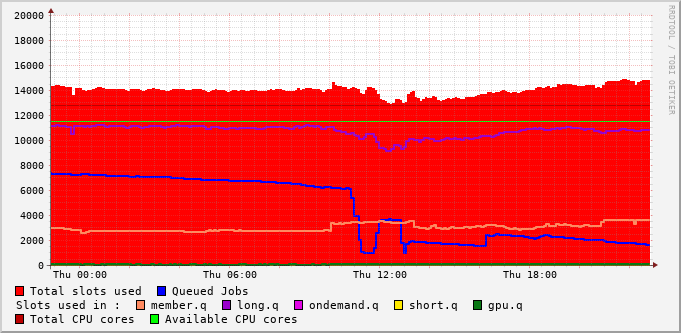 20000
18000
16000
14000
12000
10000
8000
6000
4000
2000
0
Thu 00:00 Thu 06:00 Thu 12:00 Thu 18:00
RRDTOOL / TOBI OETIKER
Total slots used Queued Jobs
Slots used in : member.q long.q ondemand.q short.q gpu.q
Total CPU cores Available CPU cores